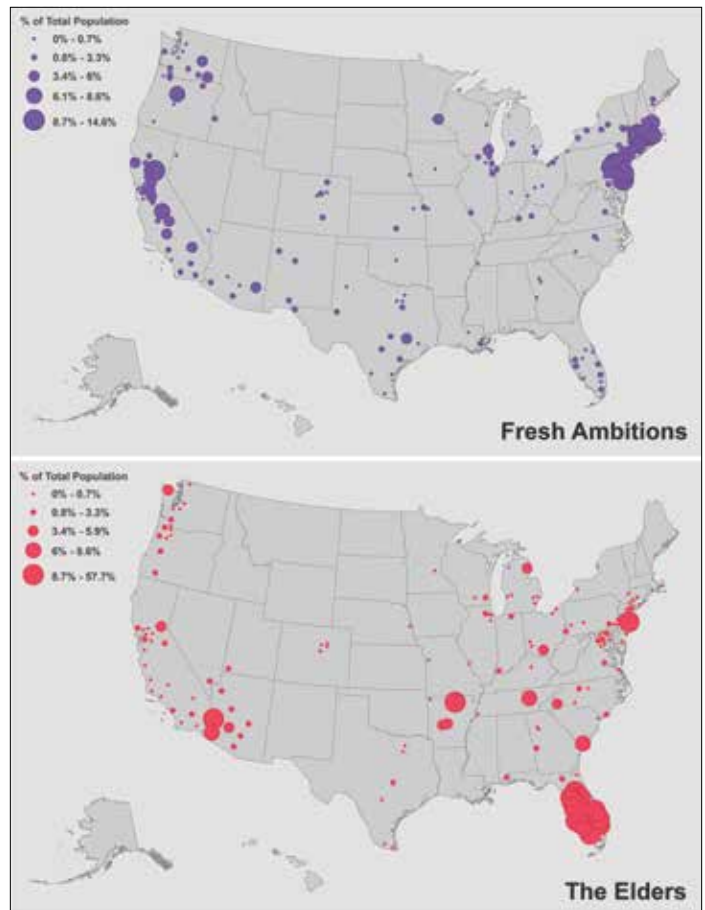 % of Total Population
0% - 0.7%
0.8% - 3.3%
3.4% - 6%
6.1% - 8.6%
8.7% - 14.6%
Fresh Ambitions
% of Total Population
0% - 0.7%
0.8% - 3.3%
3.4% - 5.9%
6% - 8.6%
8.7% - 57.7%
The Elders